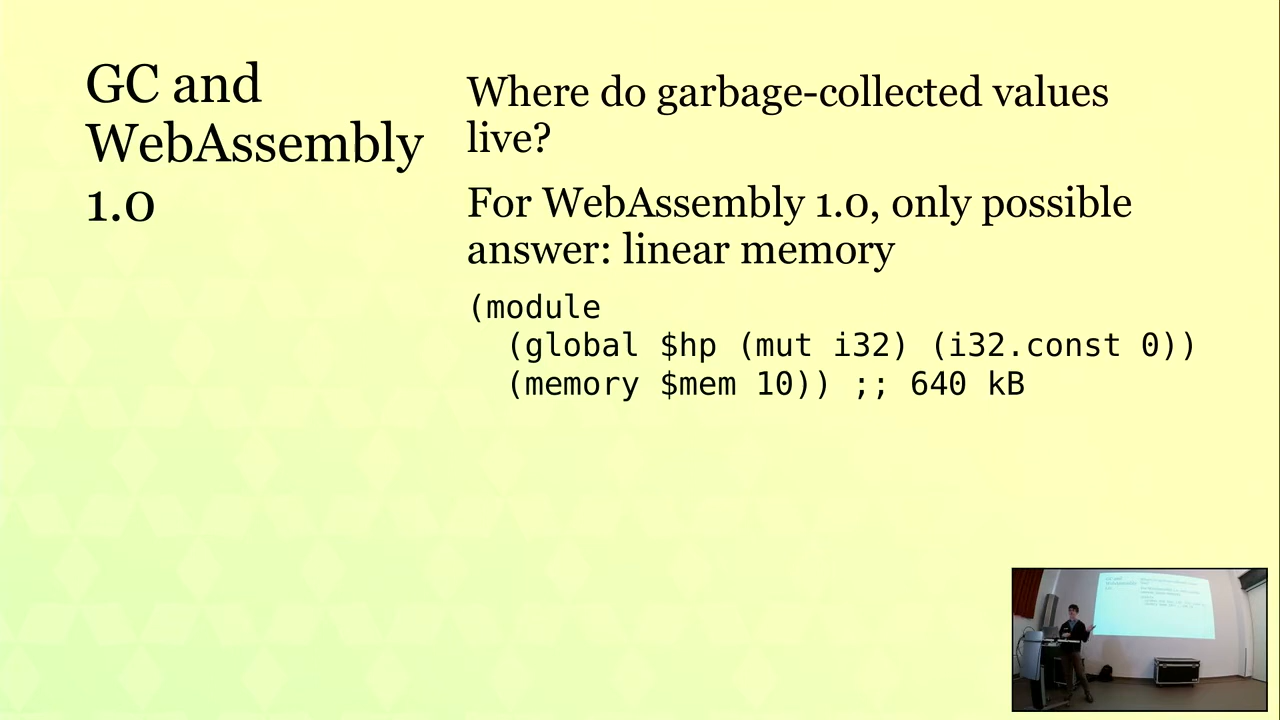 GC and
WebAssembly
1.0
Where do garbage-collected values
live?
For WebAssembly 1.0, only possible
answer: linear memory
(module
  (global $hp (mut i32) (i32.const 0))
  (memory $mem 10)) ;; 640 kB